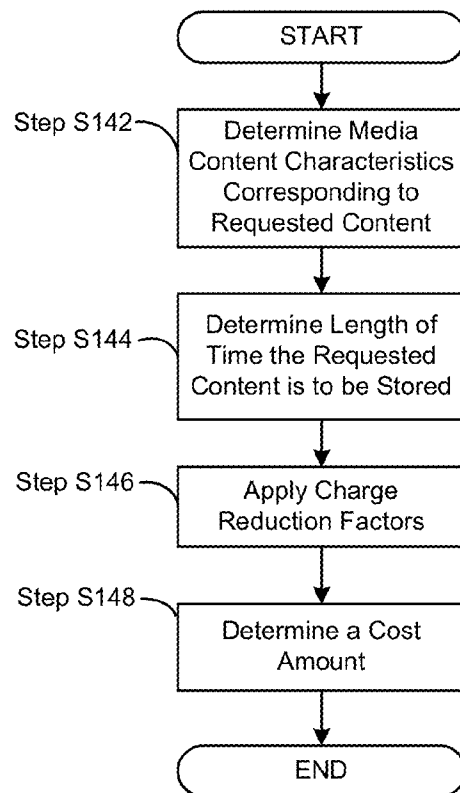 START
Step S142
Determine Media
Content Characteristics
Corresponding to
Requested Content
Step S144
Determine Length of
Time the Requested
Content is to be Stored
Step S146
Apply Charge
Reduction Factors
Step S148
Determine a Cost
Amount
END